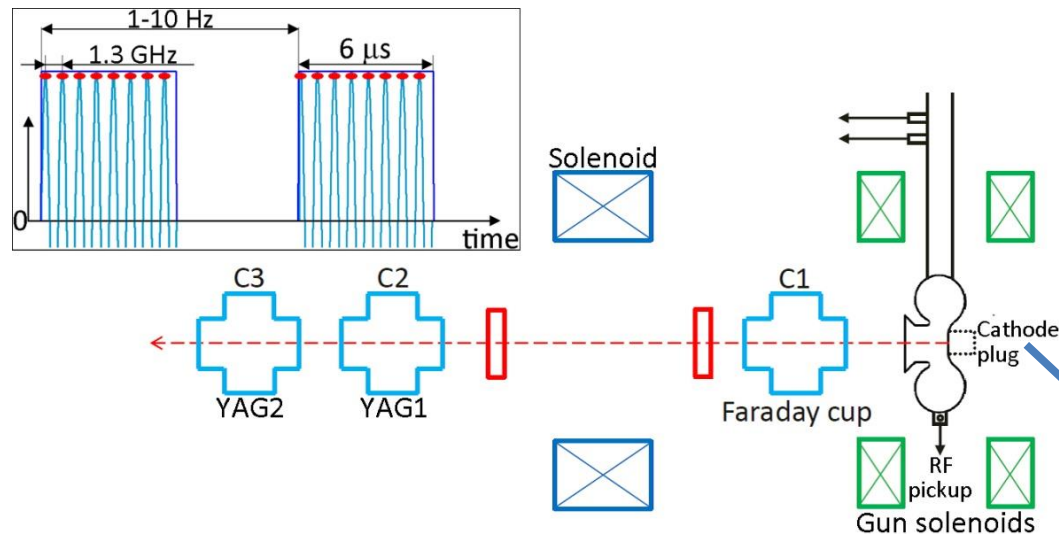 1-10 Hz
1.3 GHz
6 μs
0
time
Solenoid
C3
C2
C1
Cathode
plug
YAG2
YAG1
Faraday cup
RF
pickup
Gun solenoids